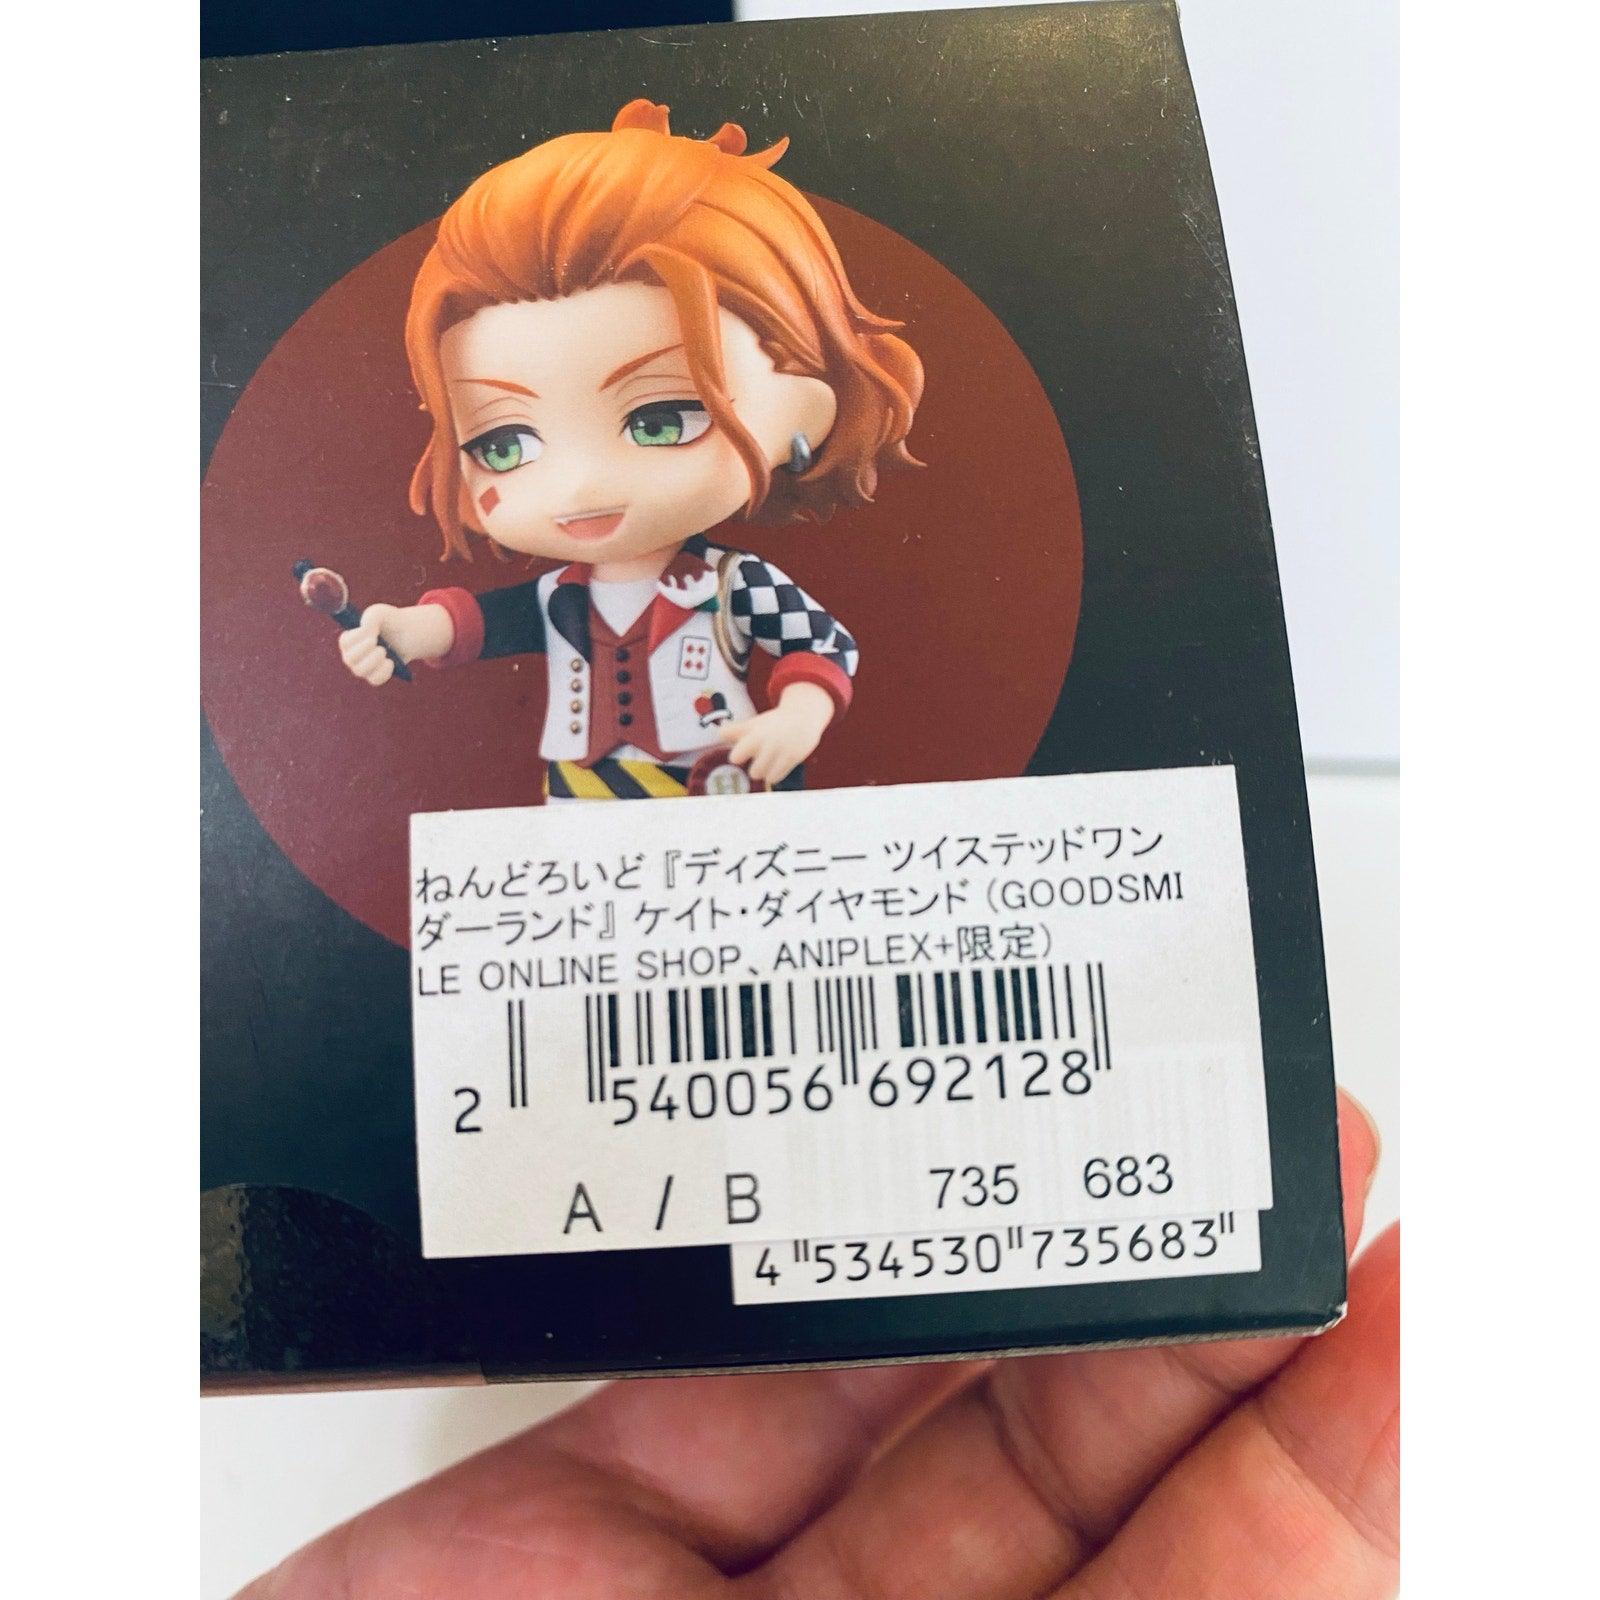 ねんどろいど『ディズニー ツイステッドワン
ダーランド』ケイト・ダイヤモンド(GOODSMI
LE ONLINE SHOP、ANIPLEX+限定)
2 540056 692128
A / B 735 683
4 534530 735683